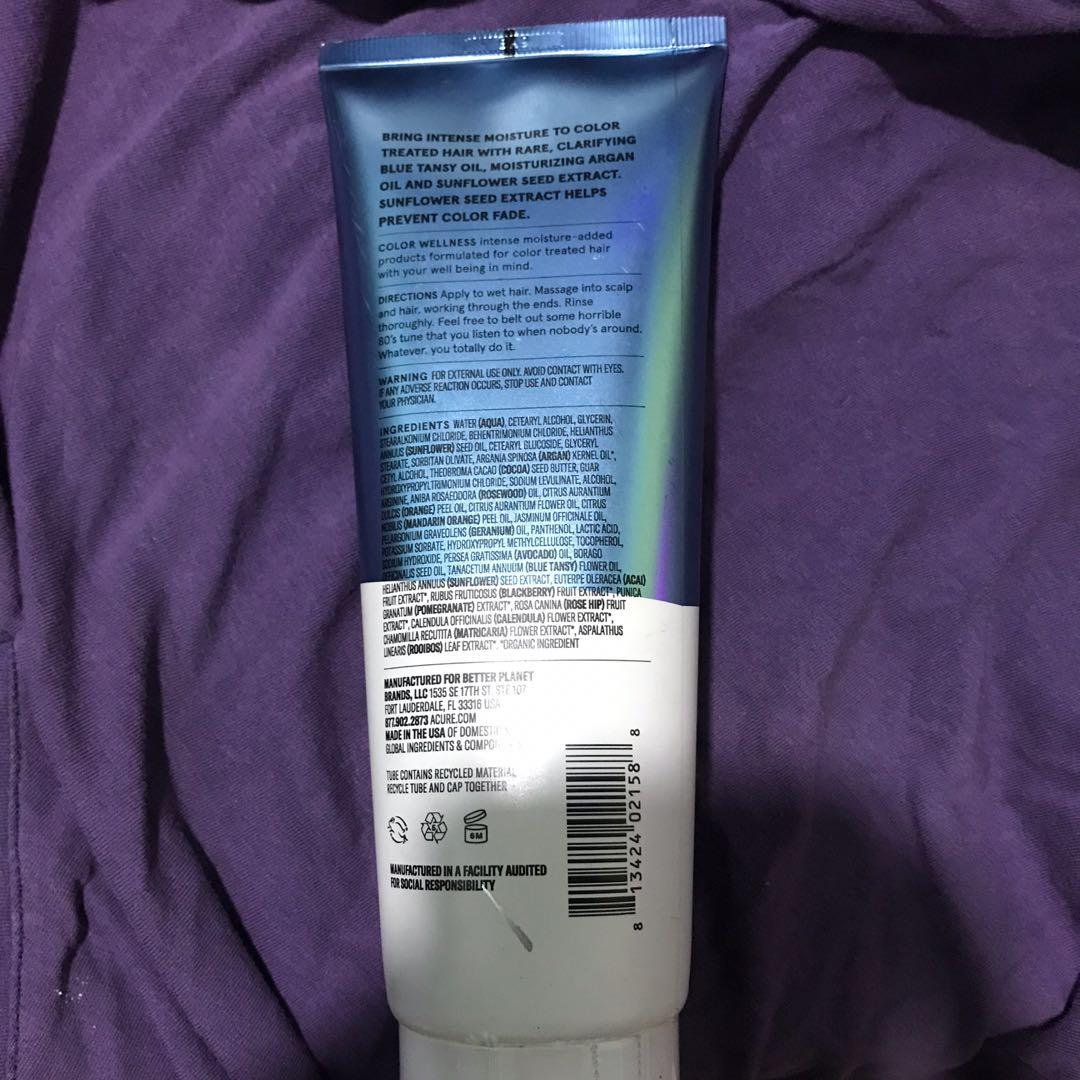 BRING INTENSE MOISTURE TO COLOR
TREATED HAIR WITH RARE, CLARIFYING
BLUE TANSY OIL, MOISTURIZING ARGAN
OIL AND SUNFLOWER SEED EXTRACT.
SUNFLOWER SEED EXTRACT HELPS
PREVENT COLOR FADE.
COLOR WELLNESS intense moisture-added
products formulated for color treated hair
with your well being in mind.
DIRECTIONS Apply to wet hair. Massage into scalp
and hair, working through the ends. Rinse
thoroughly. Feel free to belt out some horrible
80's tune that you listen to when nobody's around.
Whatever, you totally do it.
WARNING FOR EXTERNAL USE ONLY. AVOID CONTACT WITH EYES.
IF ANY ADVERSE REACTION OCCURS, STOP USE AND CONTACT
YOUR PHYSICIAN.
INGREDIENTS WATER (AQUA), CETEARYL ALCOHOL, GLYCERIN,
STEARALKONIUM CHLORIDE, BEHENTRIMONIUM CHLORIDE, HELIANTHUS
ANNUUS (SUNFLOWER) SEED OIL, CETEARYL GLUCOSIDE, GLYCERYL
STEARATE, SORBITAN OLIVATE, ARGANIA SPINOSA (ARGAN) KERNEL OIL*,
CETYL ALCOHOL, THEOBROMA CACAO (COCOA) SEED BUTTER, GUAR
HYDROXYPROPYLTRIMONIUM CHLORIDE, SODIUM LEVULINATE, ALCOHOL,
ARGININE, ANIBA ROSAEODORA (ROSEWOOD) OIL, CITRUS AURANTIUM
DULCIS (ORANGE) PEEL OIL, CITRUS AURANTIUM FLOWER OIL, CITRUS
NOBILIS (MANDARIN ORANGE) PEEL OIL, JASMINUM OFFICINALE OIL,
PELARGONIUM GRAVEOLENS (GERANIUM) OIL, PANTHENOL, LACTIC ACID,
POTASSIUM SORBATE, HYDROXYPROPYL METHYLCELLULOSE, TOCOPHEROL,
SODIUM HYDROXIDE, PERSEA GRATISSIMA (AVOCADO) OIL, BORAGO
OFFICINALIS SEED OIL, TANACETUM ANNUUM (BLUE TANSY) FLOWER OIL,
HELIANTHUS ANNUUS (SUNFLOWER) SEED EXTRACT, EUTERPE OLERACEA (ACAI)
FRUIT EXTRACT*, RUBUS FRUTICOSUS (BLACKBERRY) FRUIT EXTRACT*, PUNICA
GRANATUM (POMEGRANATE) EXTRACT*, ROSA CANINA (ROSE HIP) FRUIT
EXTRACT*, CALENDULA OFFICINALIS (CALENDULA) FLOWER EXTRACT*,
CHAMOMILLA RECUTITA (MATRICARIA) FLOWER EXTRACT*, ASPALATHUS
LINEARIS (ROOIBOS) LEAF EXTRACT*. *ORGANIC INGREDIENT
MANUFACTURED FOR BETTER PLANET
BRANDS, LLC 1535 SE 17TH ST. STE 107
FORT LAUDERDALE, FL 33316 USA
877.902.2873 ACURE.COM
MADE IN THE USA OF
GLOBAL INGREDIENTS &
TUBE CONTAINS RECYCLED MATERIAL
RECYCLE TUBE AND CAP TOGETHER
6M
MANUFACTURED IN A FACILITY AUDITED
FOR SOCIAL RESPONSIBILITY
8 13424 02158 8